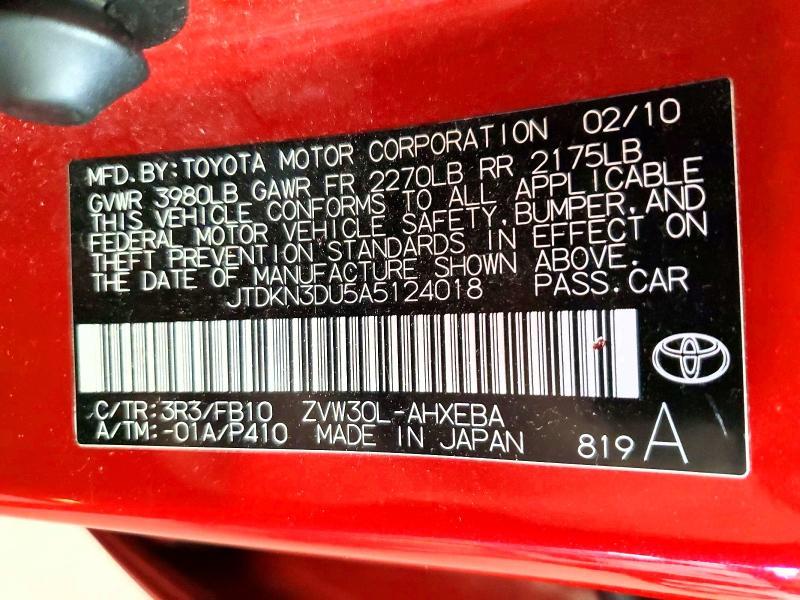 MFD. BY: TOYOTA MOTOR CORPORATION 02/10
GVWR 3980LB GAWR FR 2270LB RR 2175LB
THIS VEHICLE CONFORMS TO ALL APPLICABLE
FEDERAL MOTOR VEHICLE SAFETY, BUMPER, AND
THEFT PREVENTION STANDARDS IN EFFECT ON
THE DATE OF MANUFACTURE SHOWN ABOVE.
JTDKN3DU5A5124018 PASS. CAR
C/TR: 3R3/FB10 ZVW30L-AHXEBA
A/TM: -01A/P410 MADE IN JAPAN 819 A